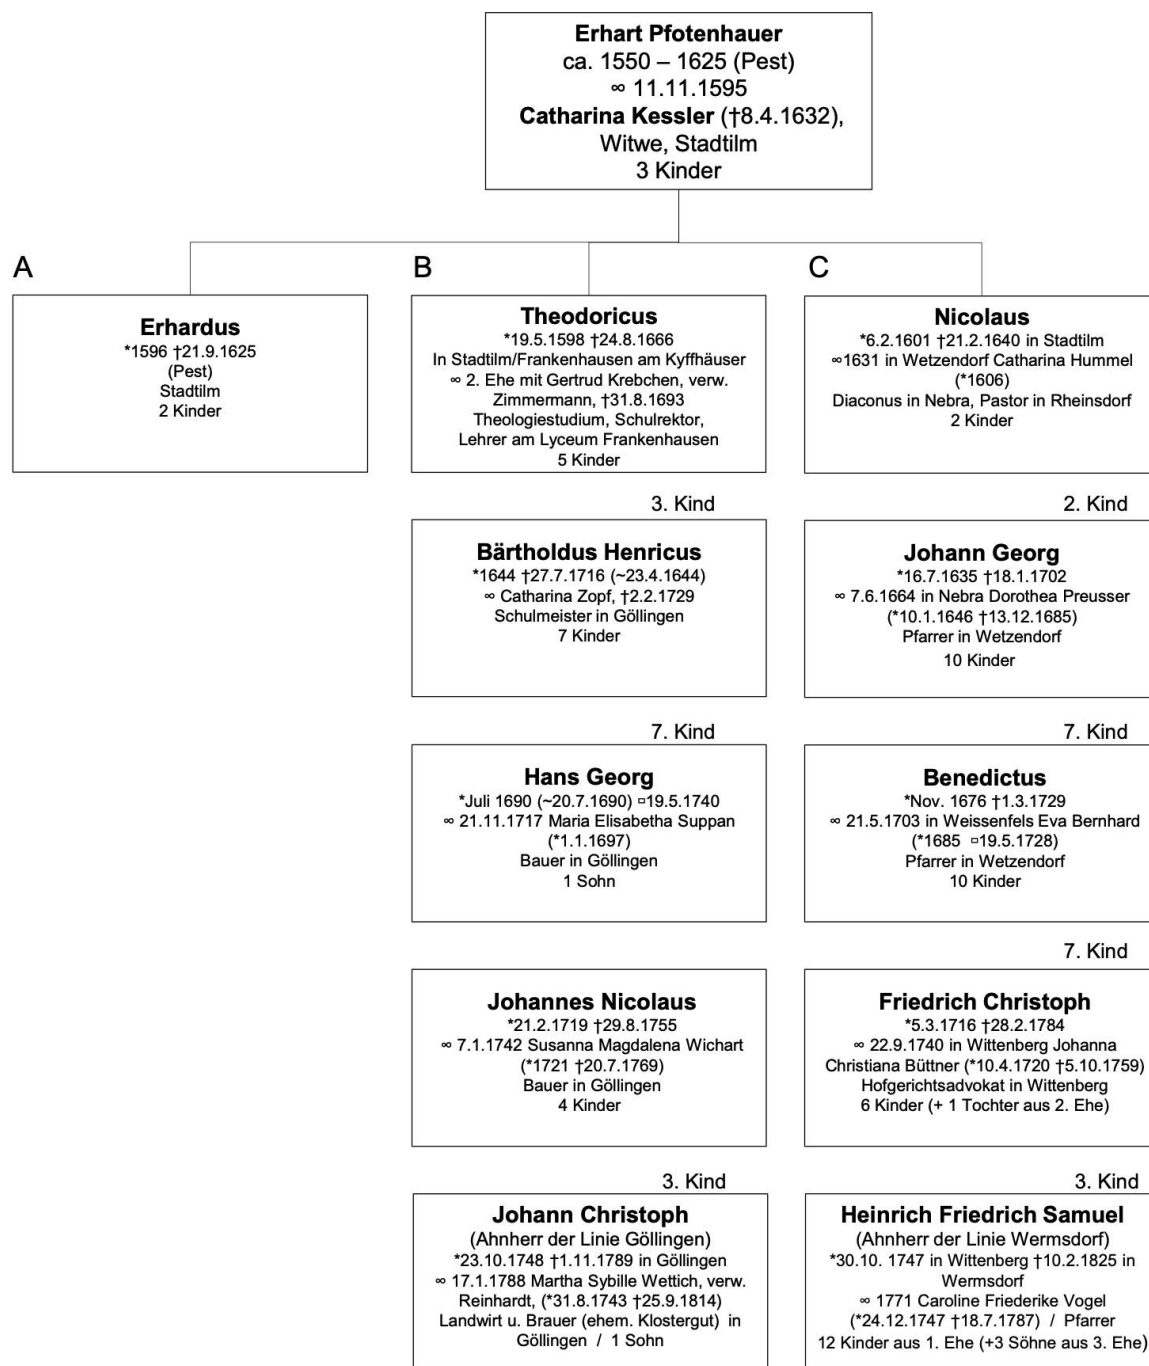 Erhart Pfotenhauer
ca. 1550 – 1625 (Pest)
∞ 11.11.1595
Catharina Kessler (†8.4.1632),
Witwe, Stadtilm
3 Kinder
A
Erhardus
*1596 †21.9.1625
(Pest)
Stadtilm
2 Kinder
B
Theodoricus
*19.5.1598 †24.8.1666
In Stadtilm/Frankenhausen am Kyffhäuser
∞ 2. Ehe mit Gertrud Krebchen, verw.
Zimmermann, †31.8.1693
Theologiestudium, Schulrektor,
Lehrer am Lyceum Frankenhausen
5 Kinder
3. Kind
Bärtholdus Henricus
*1644 †27.7.1716 (~23.4.1644)
∞ Catharina Zopf, †2.2.1729
Schulmeister in Göllingen
7 Kinder
7. Kind
Hans Georg
*Juli 1690 (~20.7.1690) □19.5.1740
∞ 21.11.1717 Maria Elisabetha Suppan
(*1.1.1697)
Bauer in Göllingen
1 Sohn
Johannes Nicolaus
*21.2.1719 †29.8.1755
∞ 7.1.1742 Susanna Magdalena Wichart
(*1721 †20.7.1769)
Bauer in Göllingen
4 Kinder
3. Kind
Johann Christoph
(Ahnherr der Linie Göllingen)
*23.10.1748 †1.11.1789 in Göllingen
∞ 17.1.1788 Martha Sybille Wettich, verw.
Reinhardt, (*31.8.1743 †25.9.1814)
Landwirt u. Brauer (ehem. Klostergut) in
Göllingen / 1 Sohn
C
Nicolaus
*6.2.1601 †21.2.1640 in Stadtilm
∞1631 in Wetzendorf Catharina Hummel
(*1606)
Diaconus in Nebra, Pastor in Rheinsdorf
2 Kinder
2. Kind
Johann Georg
*16.7.1635 †18.1.1702
∞ 7.6.1664 in Nebra Dorothea Preusser
(*10.1.1646 †13.12.1685)
Pfarrer in Wetzendorf
10 Kinder
7. Kind
Benedictus
*Nov. 1676 †1.3.1729
∞ 21.5.1703 in Weissenfels Eva Bernhard
(*1685 □19.5.1728)
Pfarrer in Wetzendorf
10 Kinder
7. Kind
Friedrich Christoph
*5.3.1716 †28.2.1784
∞ 22.9.1740 in Wittenberg Johanna
Christiana Büttner (*10.4.1720 †5.10.1759)
Hofgerichtsadvokat in Wittenberg
6 Kinder (+ 1 Tochter aus 2. Ehe)
3. Kind
Heinrich Friedrich Samuel
(Ahnherr der Linie Wermsdorf)
*30.10. 1747 in Wittenberg †10.2.1825 in
Wermsdorf
∞ 1771 Caroline Friederike Vogel
(*24.12.1747 †18.7.1787) / Pfarrer
12 Kinder aus 1. Ehe (+3 Söhne aus 3. Ehe)